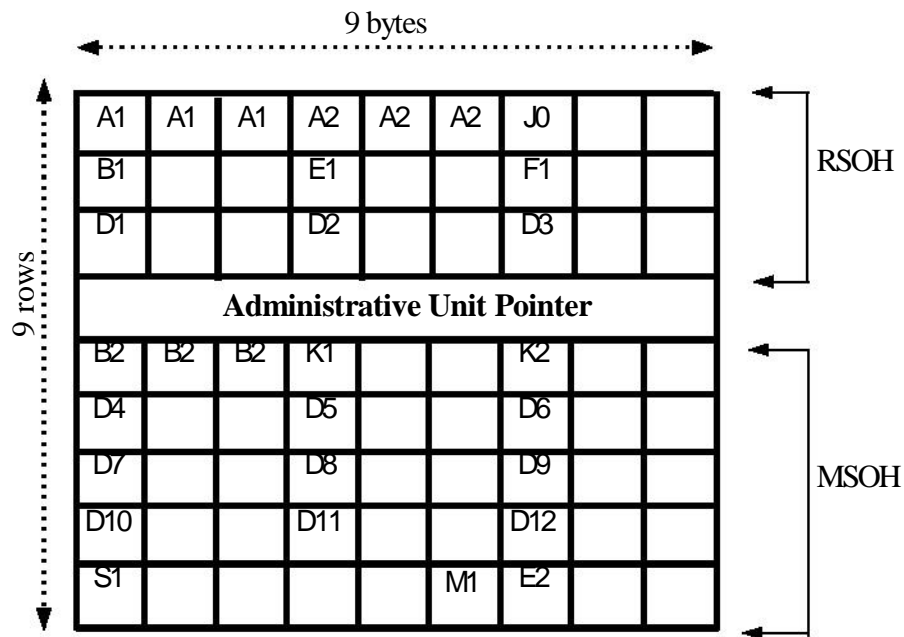 9 bytes
A1 A1 A1 A2 A2 A2 J0
B1 E1 F1
RSOH
D1 D2 D3
9 rows
Administrative Unit Pointer
B2 B2 B2 K1 K2
D4 D5 D6
D7 D8 D9
MSOH
D10 D11 D12
S1 M1 E2